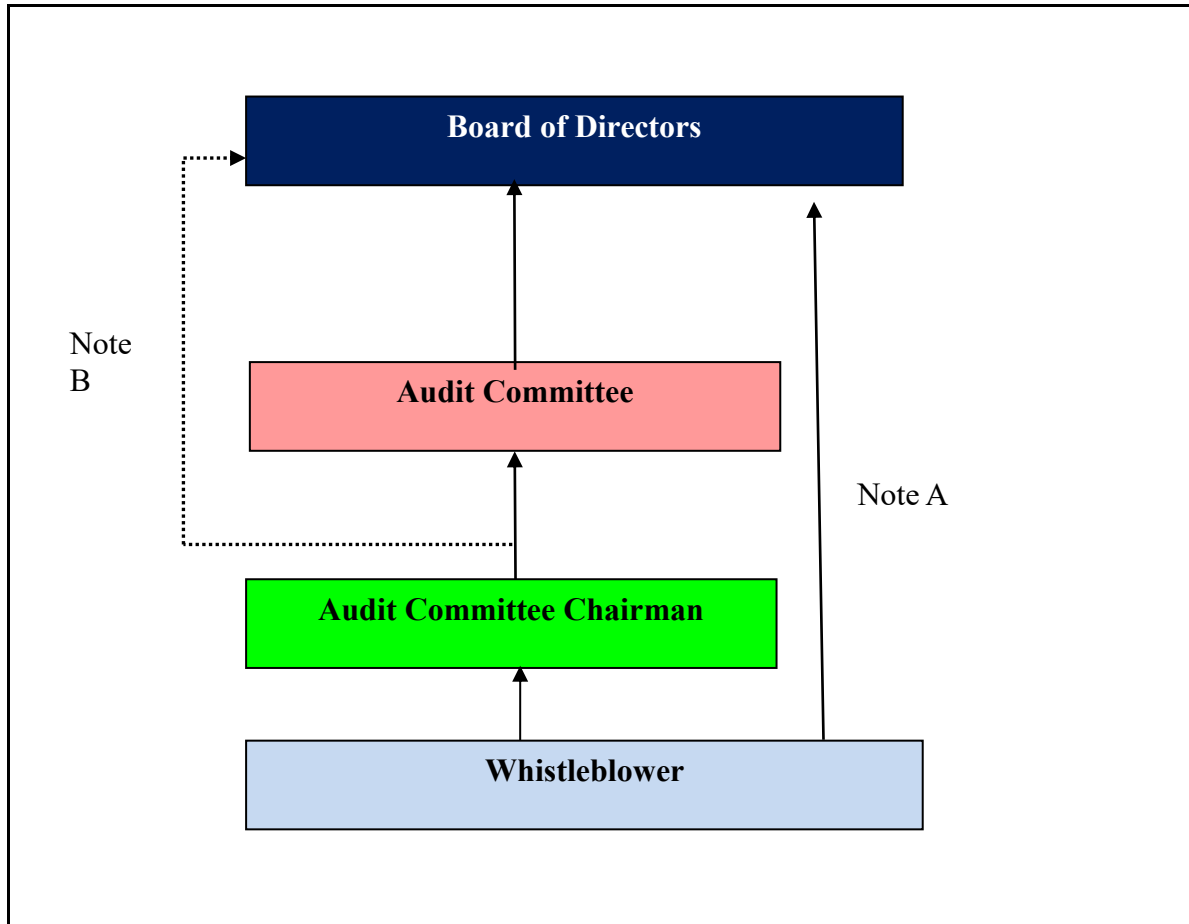 Board of Directors
Note
B
Audit Committee
Note A
Audit Committee Chairman
Whistleblower